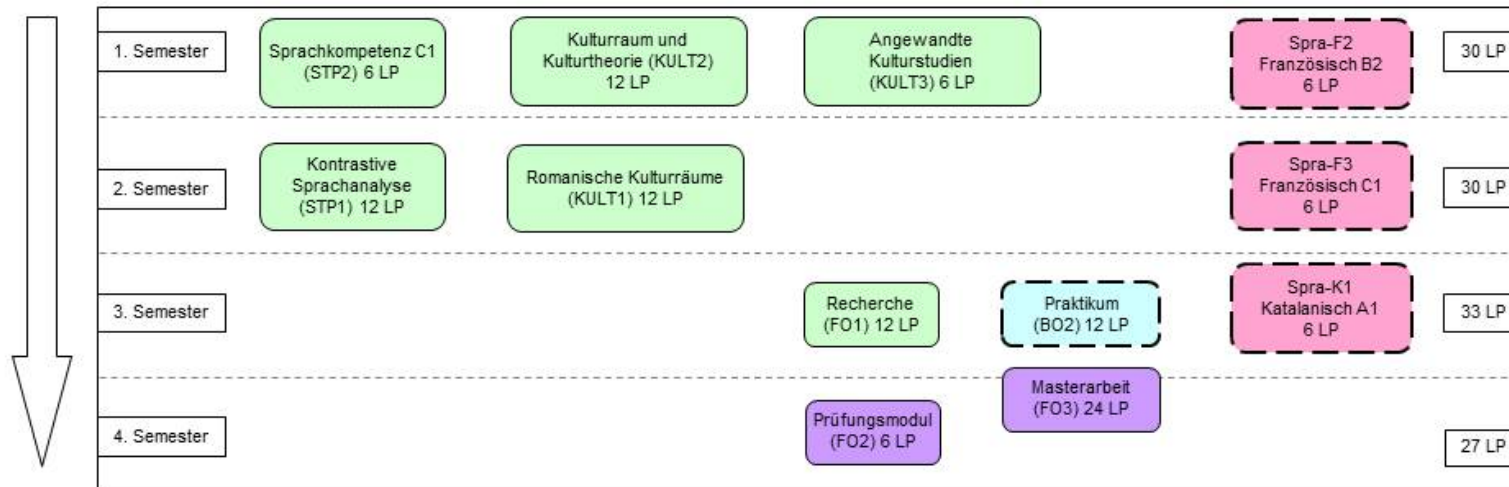 1. Semester
Sprachkompetenz C1
(STP2) 6 LP
Kulturraum und
Kulturtheorie (KULT2)
12 LP
Angewandte
Kulturstudien
(KULT3) 6 LP
Spra-F2
Französisch B2
6 LP
30 LP
2. Semester
Kontrastive
Sprachanalyse
(STP1) 12 LP
Romanische Kulturräume
(KULT1) 12 LP
Spra-F3
Französisch C1
6 LP
30 LP
3. Semester
Recherche
(FO1) 12 LP
Praktikum
(BO2) 12 LP
Spra-K1
Katalanisch A1
6 LP
33 LP
4. Semester
Prüfungsmodul
(FO2) 6 LP
Masterarbeit
(FO3) 24 LP
27 LP